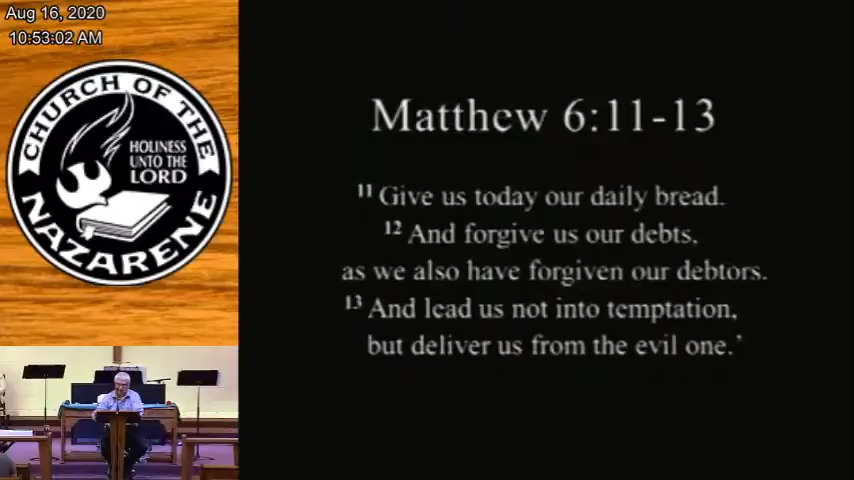 Aug 16, 2020
10:53:02 AM
CHURCH OF THE
NAZARENE
HOLINESS
UNTO THE
LORD
Matthew 6:11-13
11 Give us today our daily bread.
12 And forgive us our debts,
as we also have forgiven our debtors.
13 And lead us not into temptation,
but deliver us from the evil one.’